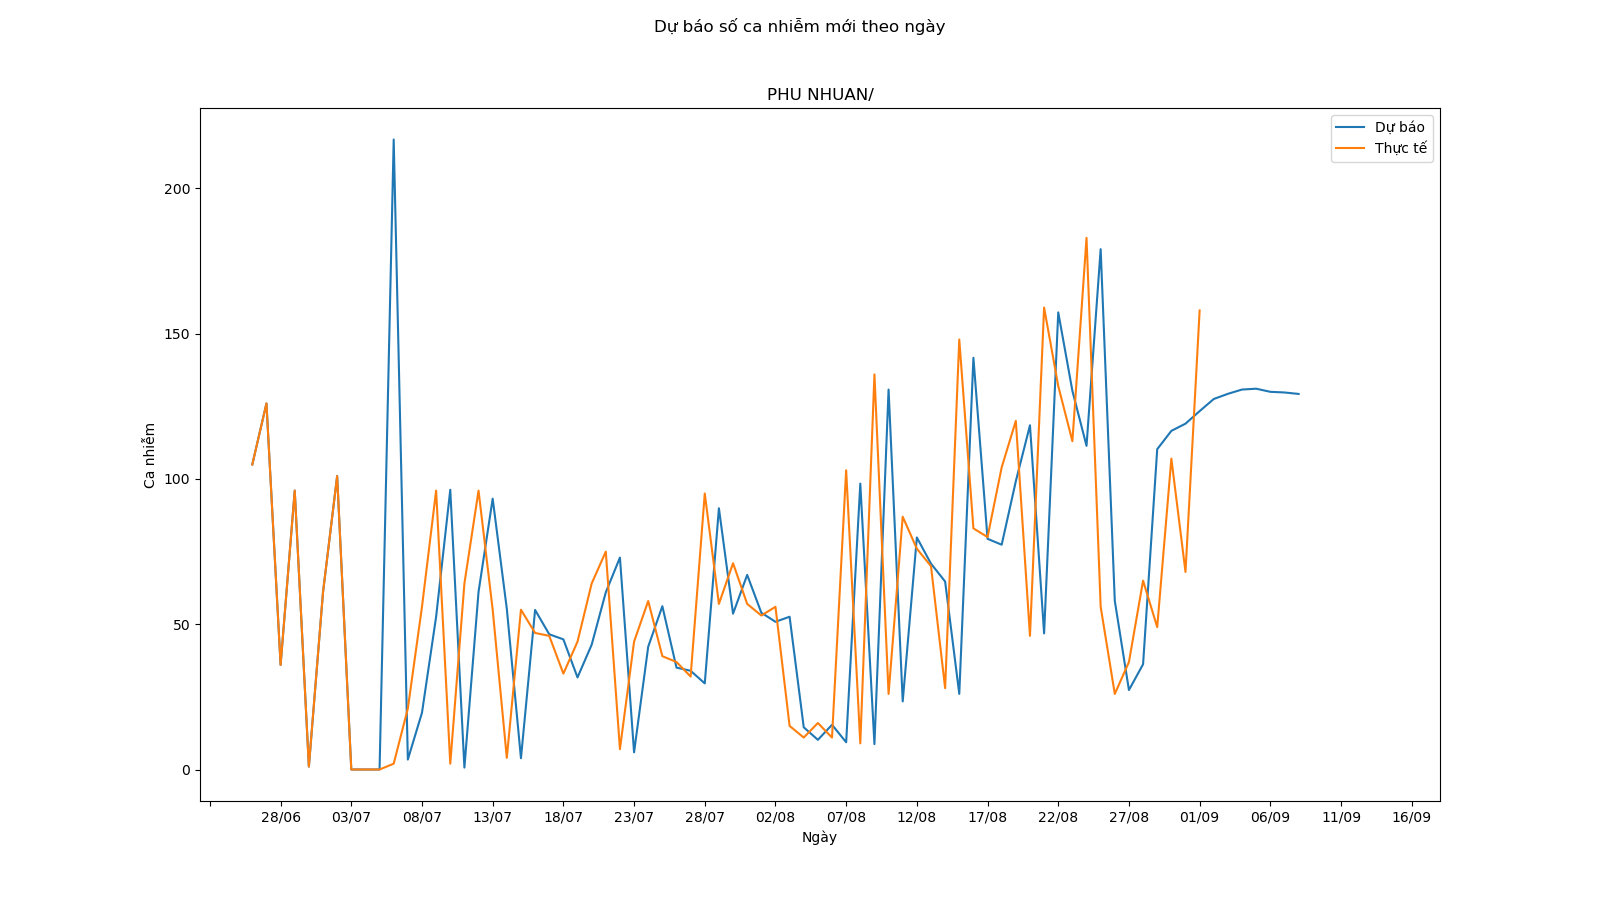 Dự báo số ca nhiễm mới theo ngày
PHU NHUAN/
Dự báo
Thực tế
200
150
100
50
0
Ca nhiễm
28/06 03/07 08/07 13/07 18/07 23/07 28/07 02/08 07/08 12/08 17/08 22/08 27/08 01/09 06/09 11/09 16/09
Ngày